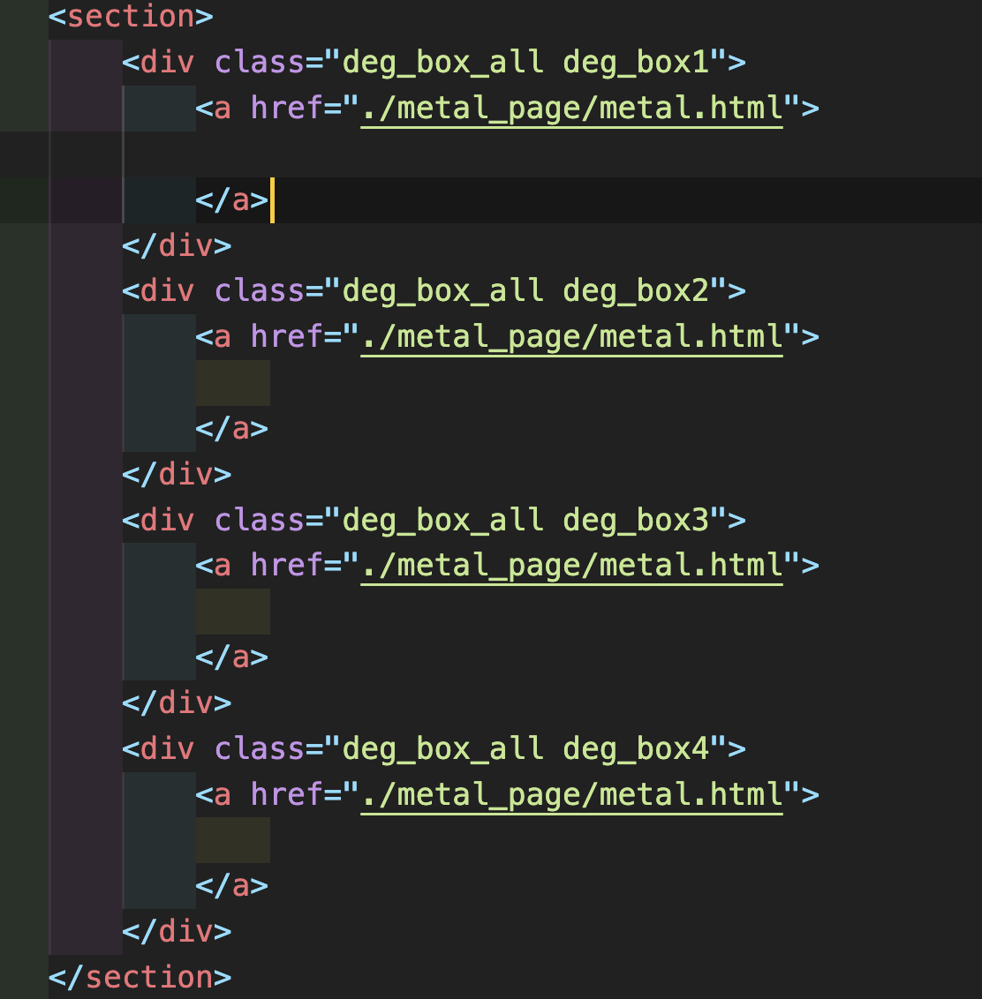 <section>
<div class="deg_box_all deg_box1">
<a href="./metal_page/metal.html">
</a>
</div>
<div class="deg_box_all deg_box2">
<a href="./metal_page/metal.html">
</a>
</div>
<div class="deg_box_all deg_box3">
<a href="./metal_page/metal.html">
</a>
</div>
<div class="deg_box_all deg_box4">
<a href="./metal_page/metal.html">
</a>
</div>
</section>